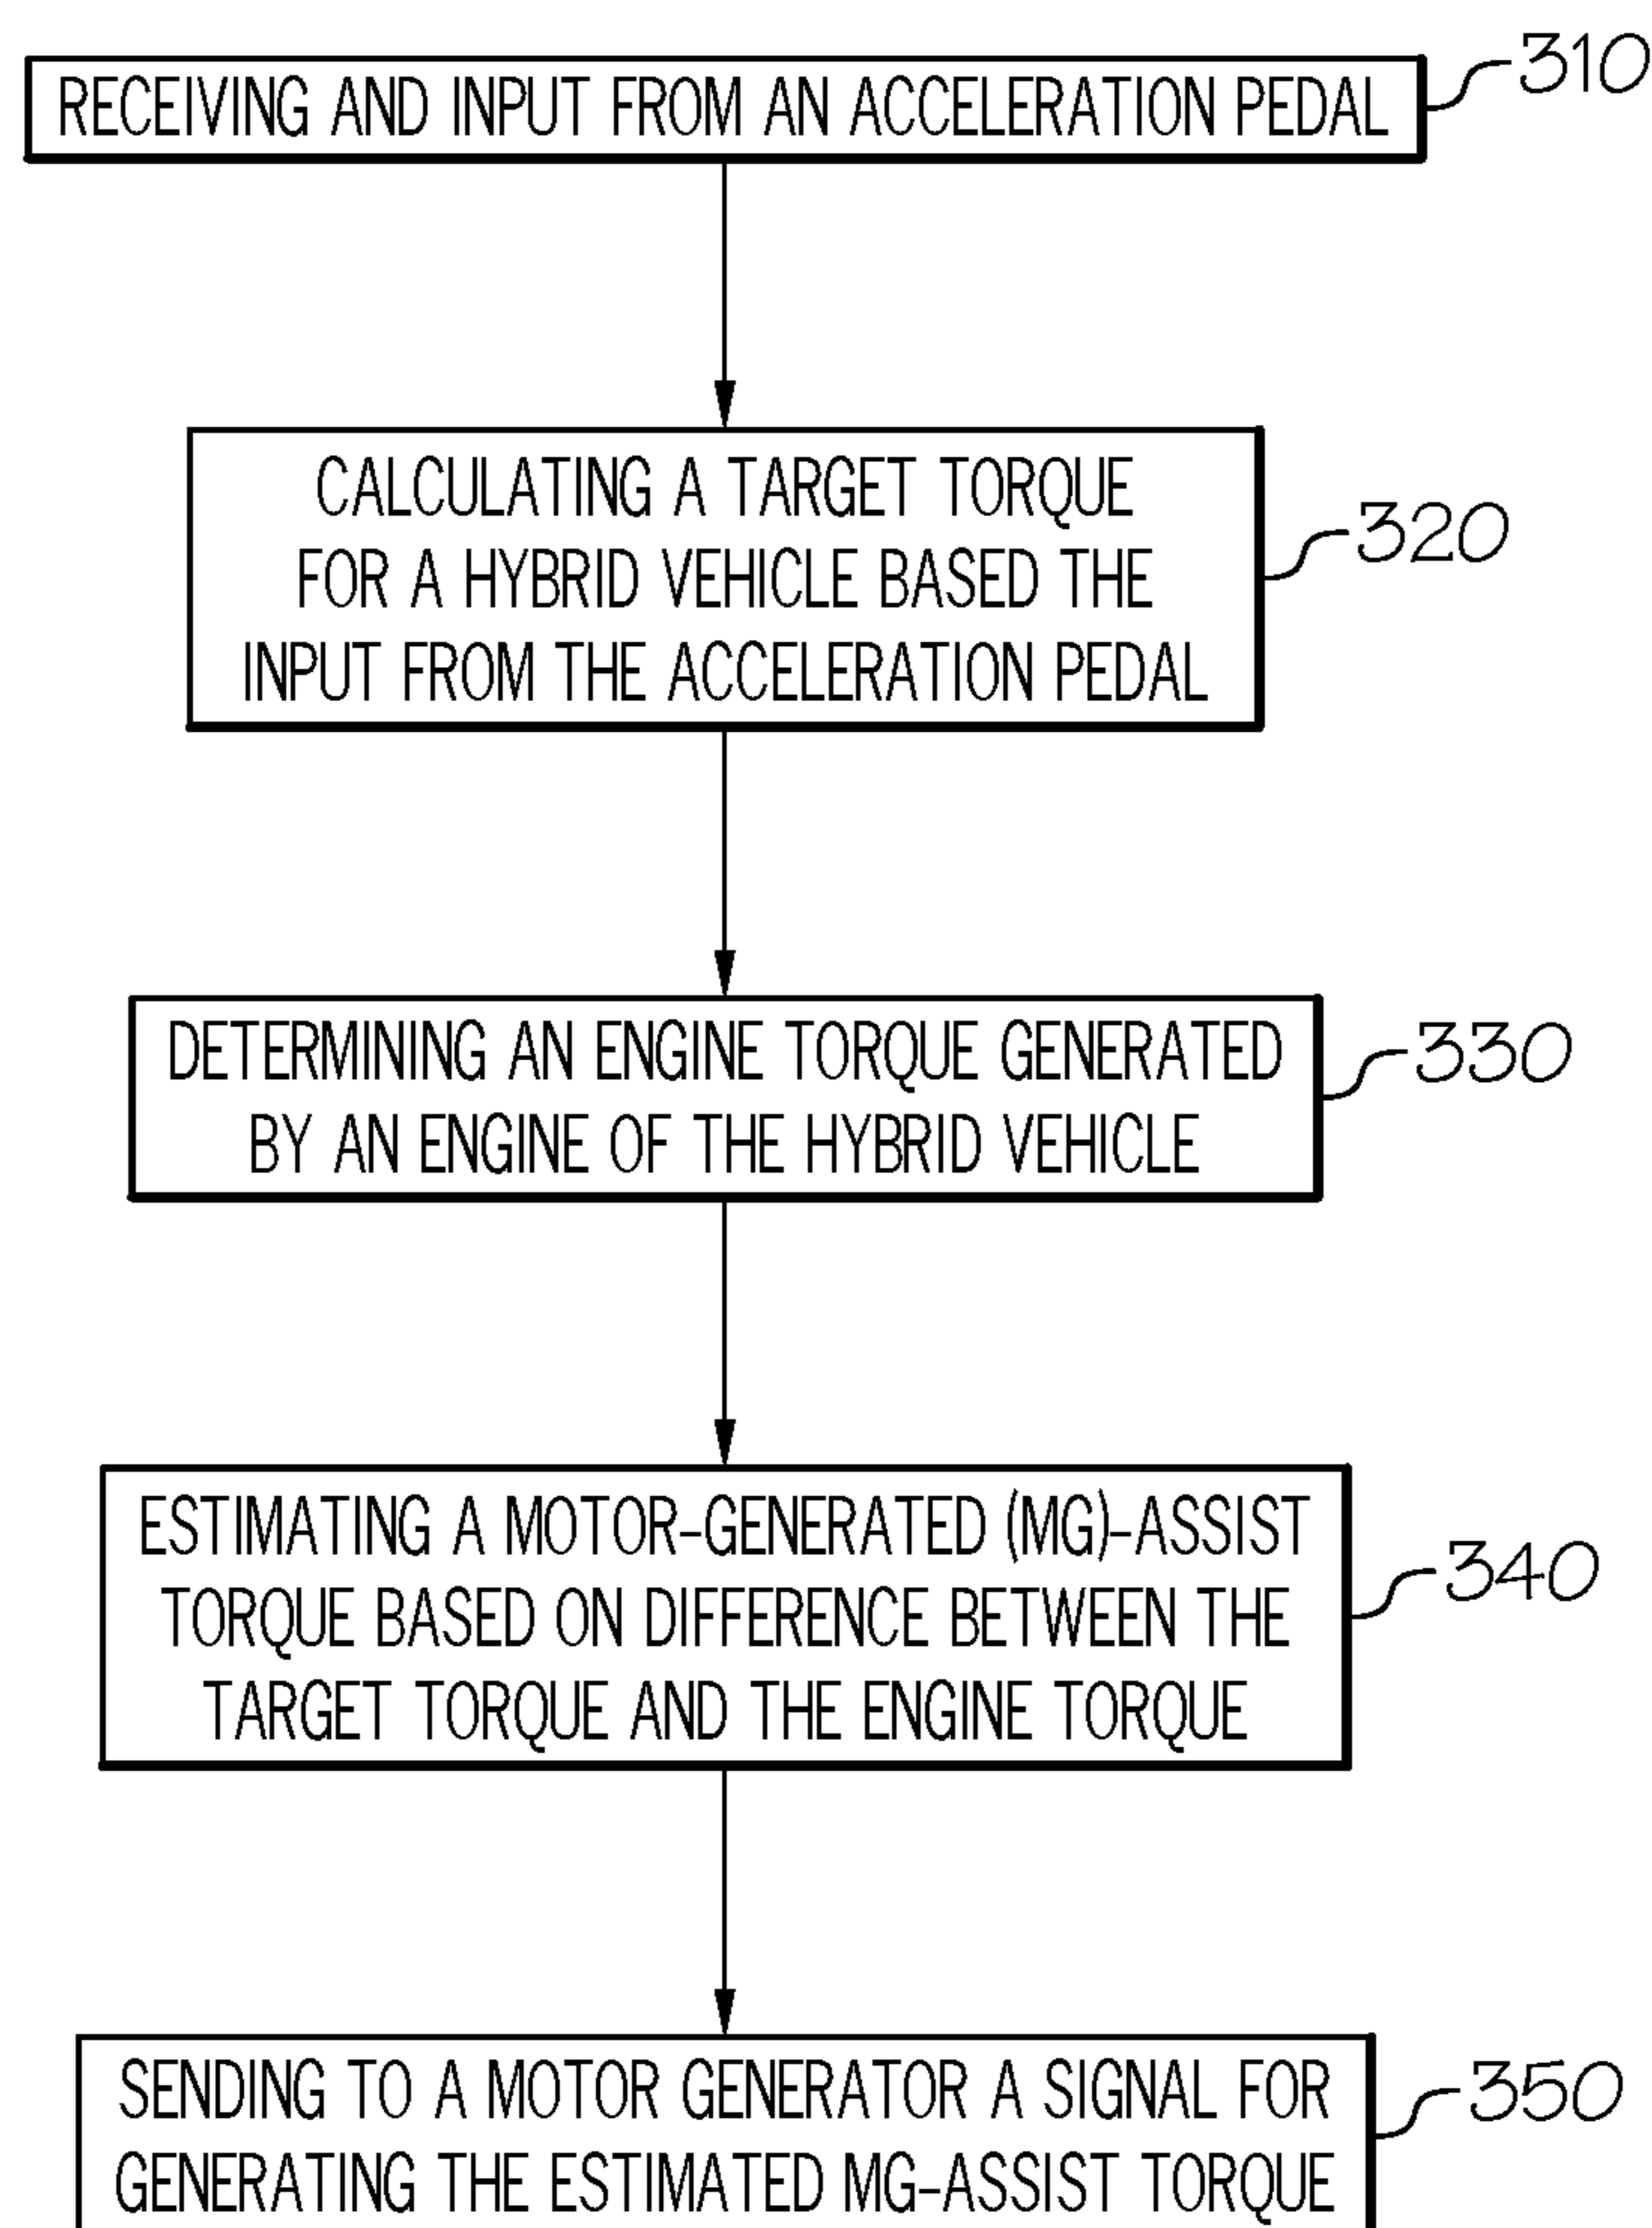 RECEIVING AND INPUT FROM AN ACCELERATION PEDAL
310
CALCULATING A TARGET TORQUE
FOR A HYBRID VEHICLE BASED THE
INPUT FROM THE ACCELERATION PEDAL
320
DETERMINING AN ENGINE TORQUE GENERATED
BY AN ENGINE OF THE HYBRID VEHICLE
330
ESTIMATING A MOTOR-GENERATED (MG)-ASSIST
TORQUE BASED ON DIFFERENCE BETWEEN THE
TARGET TORQUE AND THE ENGINE TORQUE
340
SENDING TO A MOTOR GENERATOR A SIGNAL FOR
GENERATING THE ESTIMATED MG-ASSIST TORQUE
350